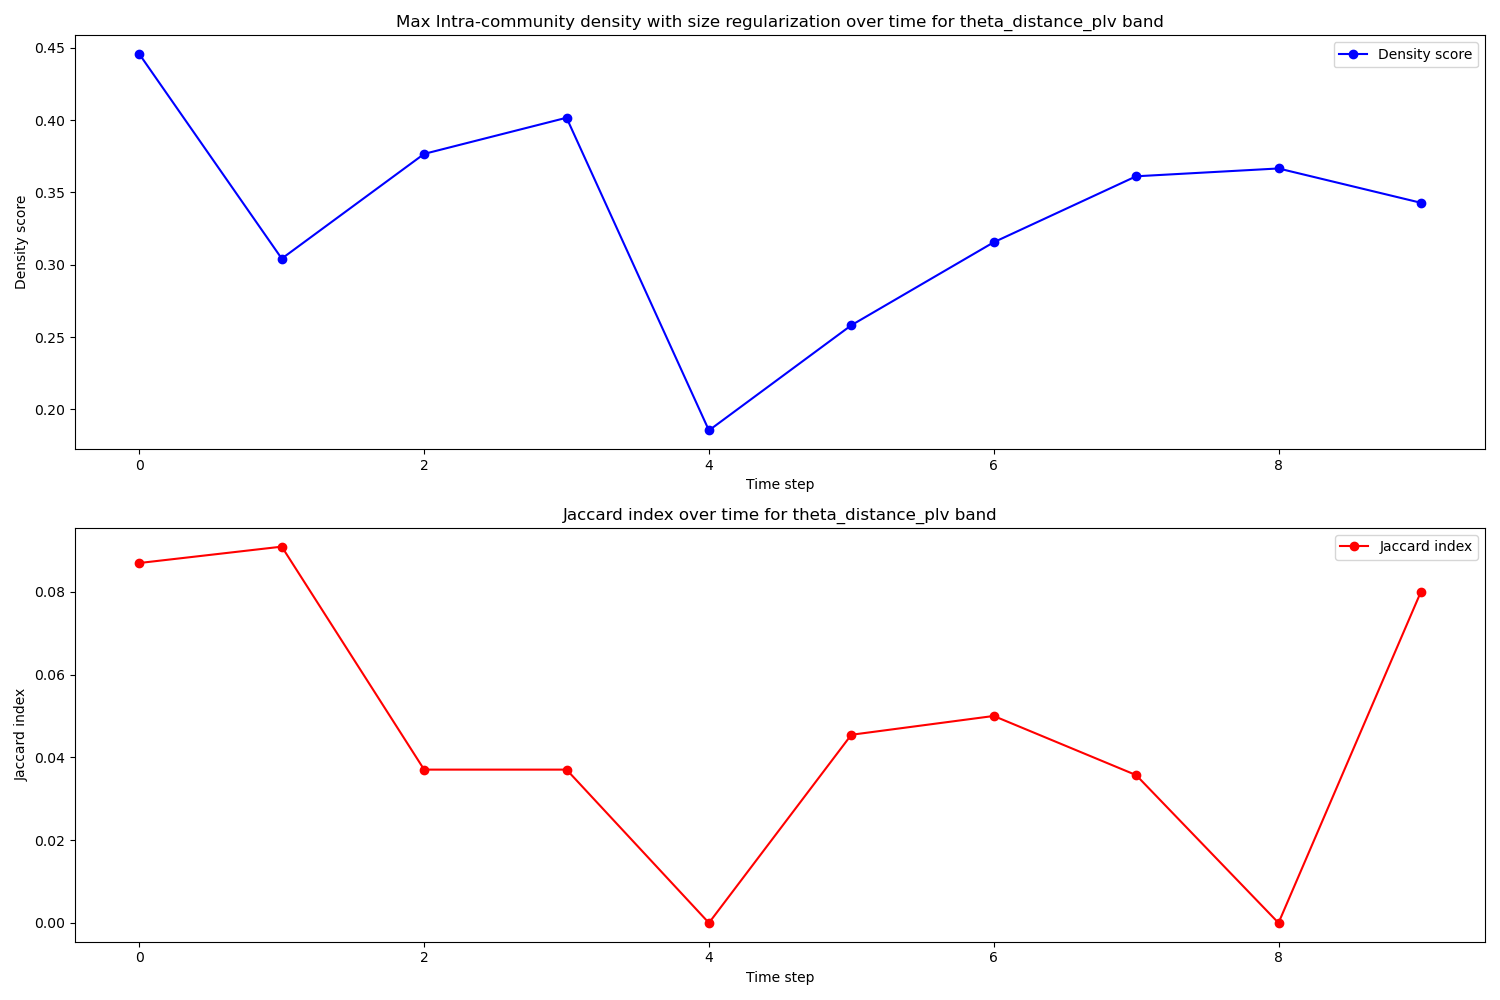 Max Intra-community density with size regularization over time for theta_distance_plv band
Density score
0.45
0.40
0.35
0.30
0.25
0.20
Density score
0 2 4 6 8
Time step
Jaccard index over time for theta_distance_plv band
Jaccard index
0.08
0.06
0.04
0.02
0.00
Jaccard index
0 2 4 6 8
Time step